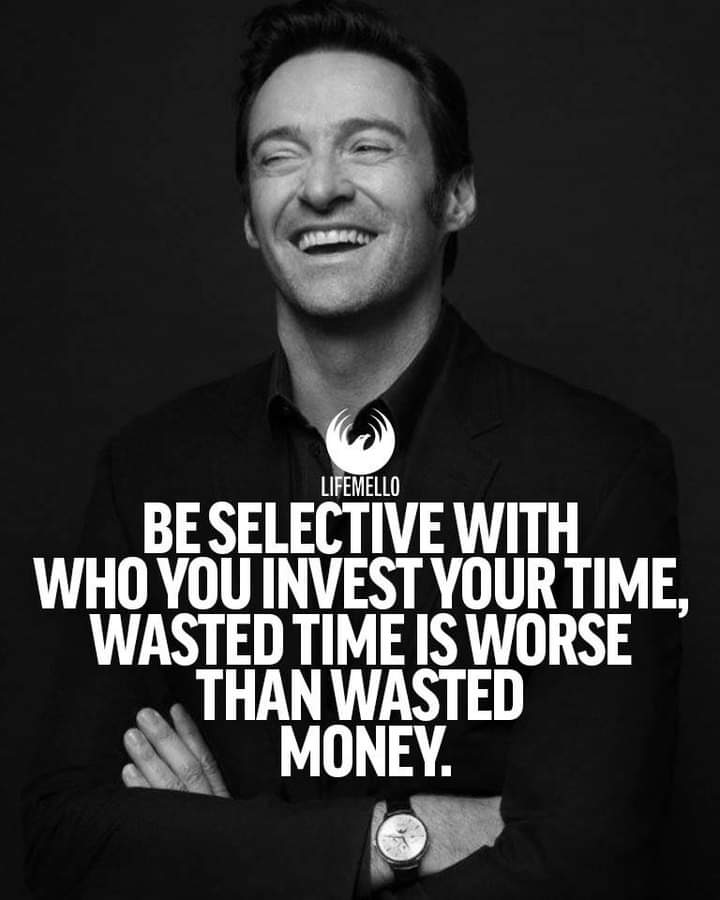 LIFEMELLO
BE SELECTIVE WITH
WHO YOU INVEST YOUR TIME,
WASTED TIME IS WORSE
THAN WASTED
MONEY.